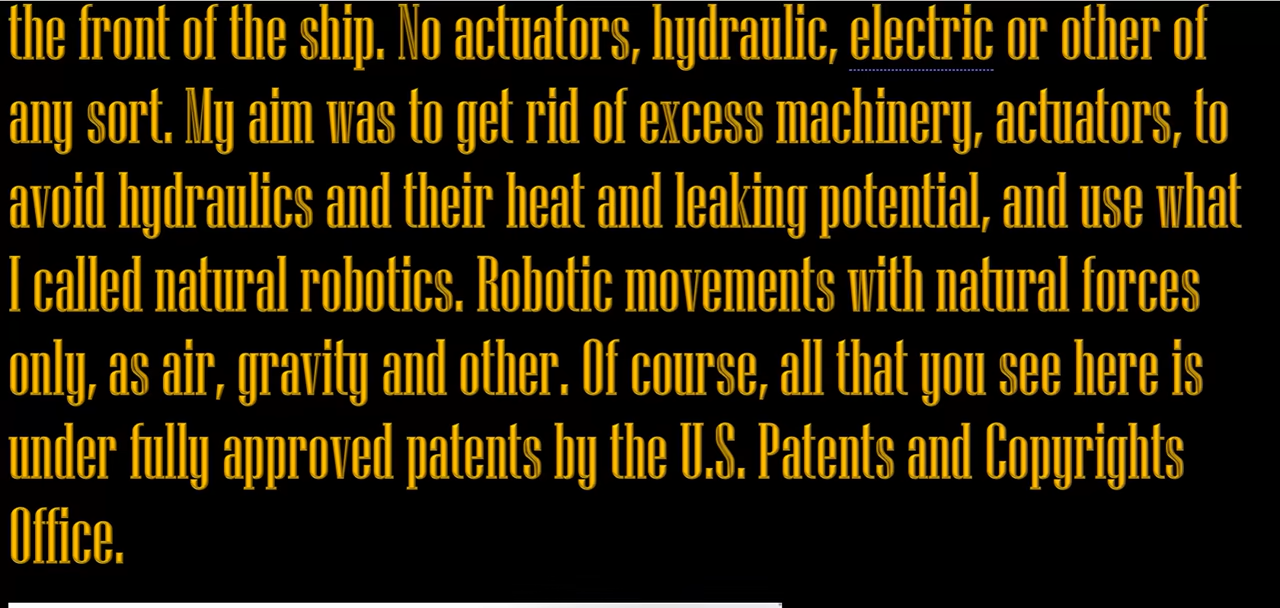 the front of the ship. No actuators, hydraulic, electric or other of
any sort. My aim was to get rid of excess machinery, actuators, to
avoid hydraulics and their heat and leaking potential, and use what
I called natural robotics. Robotic movements with natural forces
only, as air, gravity and other. Of course, all that you see here is
under fully approved patents by the U.S. Patents and Copyrights
Office.